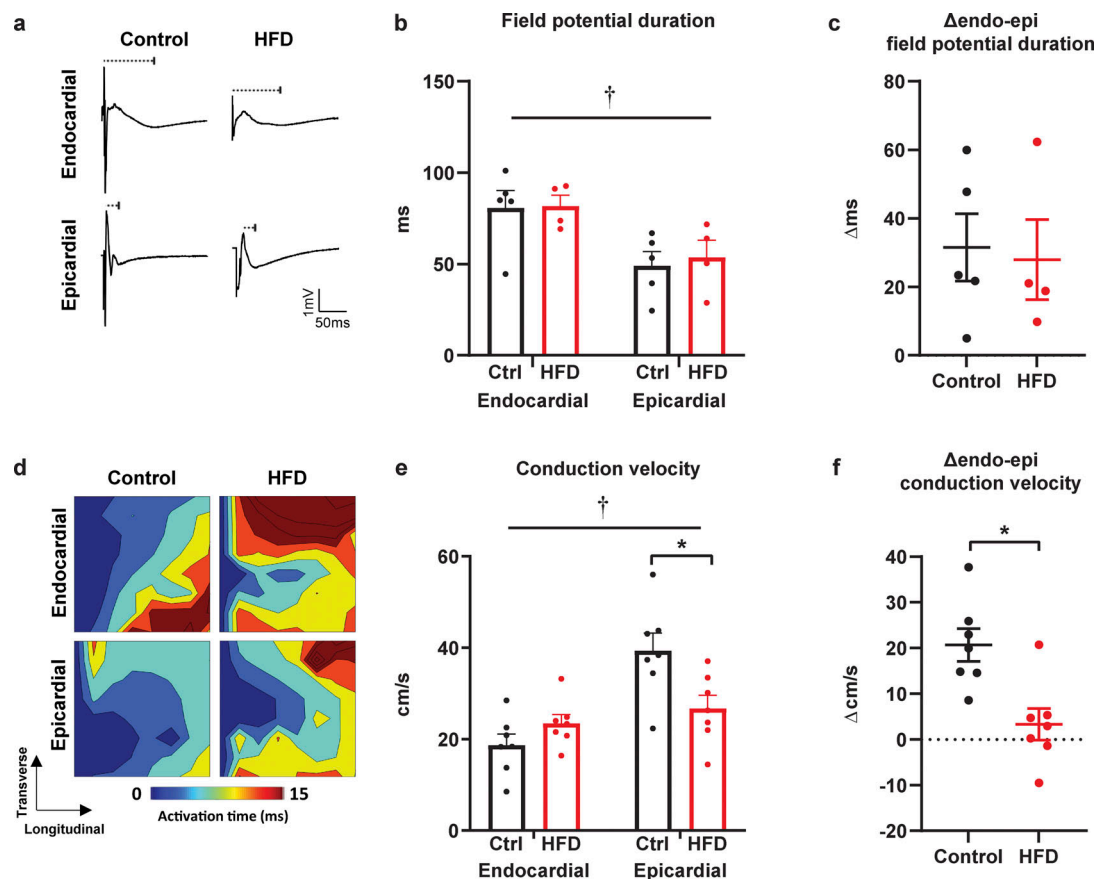 a
Control HFD
Endocardial
Epicardial
1mV
50ms
b
Field potential duration
150
100
50
0
ms
†
Ctrl HFD Ctrl HFD
Endocardial Epicardial
c
Δendo-epi
field potential duration
60
40
20
0
Δms
Control HFD
d
Control HFD
Endocardial
Epicardial
Transverse
Longitudinal
0 15
Activation time (ms)
e
Conduction velocity
60
40
20
0
cm/s
†
*
Ctrl HFD Ctrl HFD
Endocardial Epicardial
f
Δendo-epi
conduction velocity
40
30
20
10
0
-10
-20
Δcm/s
*
Control HFD